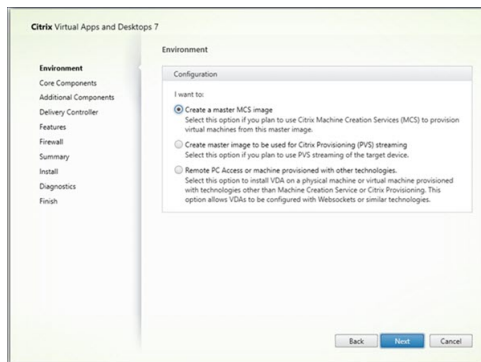 Citrix Virtual Apps and Desktops 7
Environment
Core Components
Additional Components
Delivery Controller
Features
Firewall
Summary
Install
Diagnostics
Finish
Environment
Configuration
I want to:
Create a master MCS image
Select this option if you plan to use Citrix Machine Creation Services (MCS) to provision
virtual machines from this master image.
Create master image to be used for Citrix Provisioning (PVS) streaming
Select this option if you plan to use PVS streaming of the target device.
Remote PC Access or machine provisioned with other technologies.
Select this option to install VDA on a physical machine or virtual machine provisioned
with technologies other than Machine Creation Service or Citrix Provisioning. This
option allows VDAs to be configured with Websockets or similar technologies.
Back
Next
Cancel